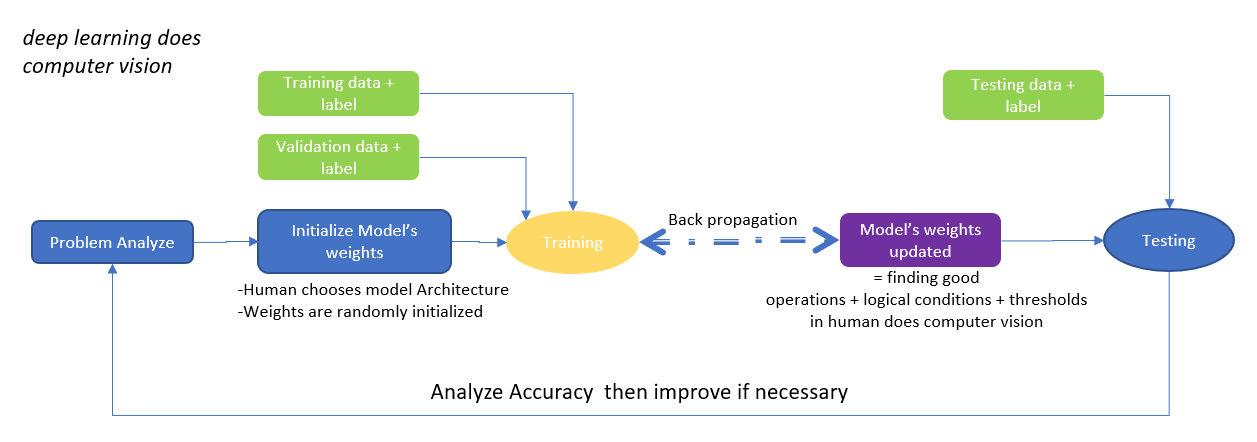 deep learning does
computer vision
Training data +
label
Testing data +
label
Validation data +
label
Problem Analyze
Initialize Model's
weights
Training
Back propagation
Model's weights
updated
Testing
-Human chooses model Architecture
-Weights are randomly initialized
= finding good
operations + logical conditions + thresholds
in human does computer vision
Analyze Accuracy  then improve if necessary